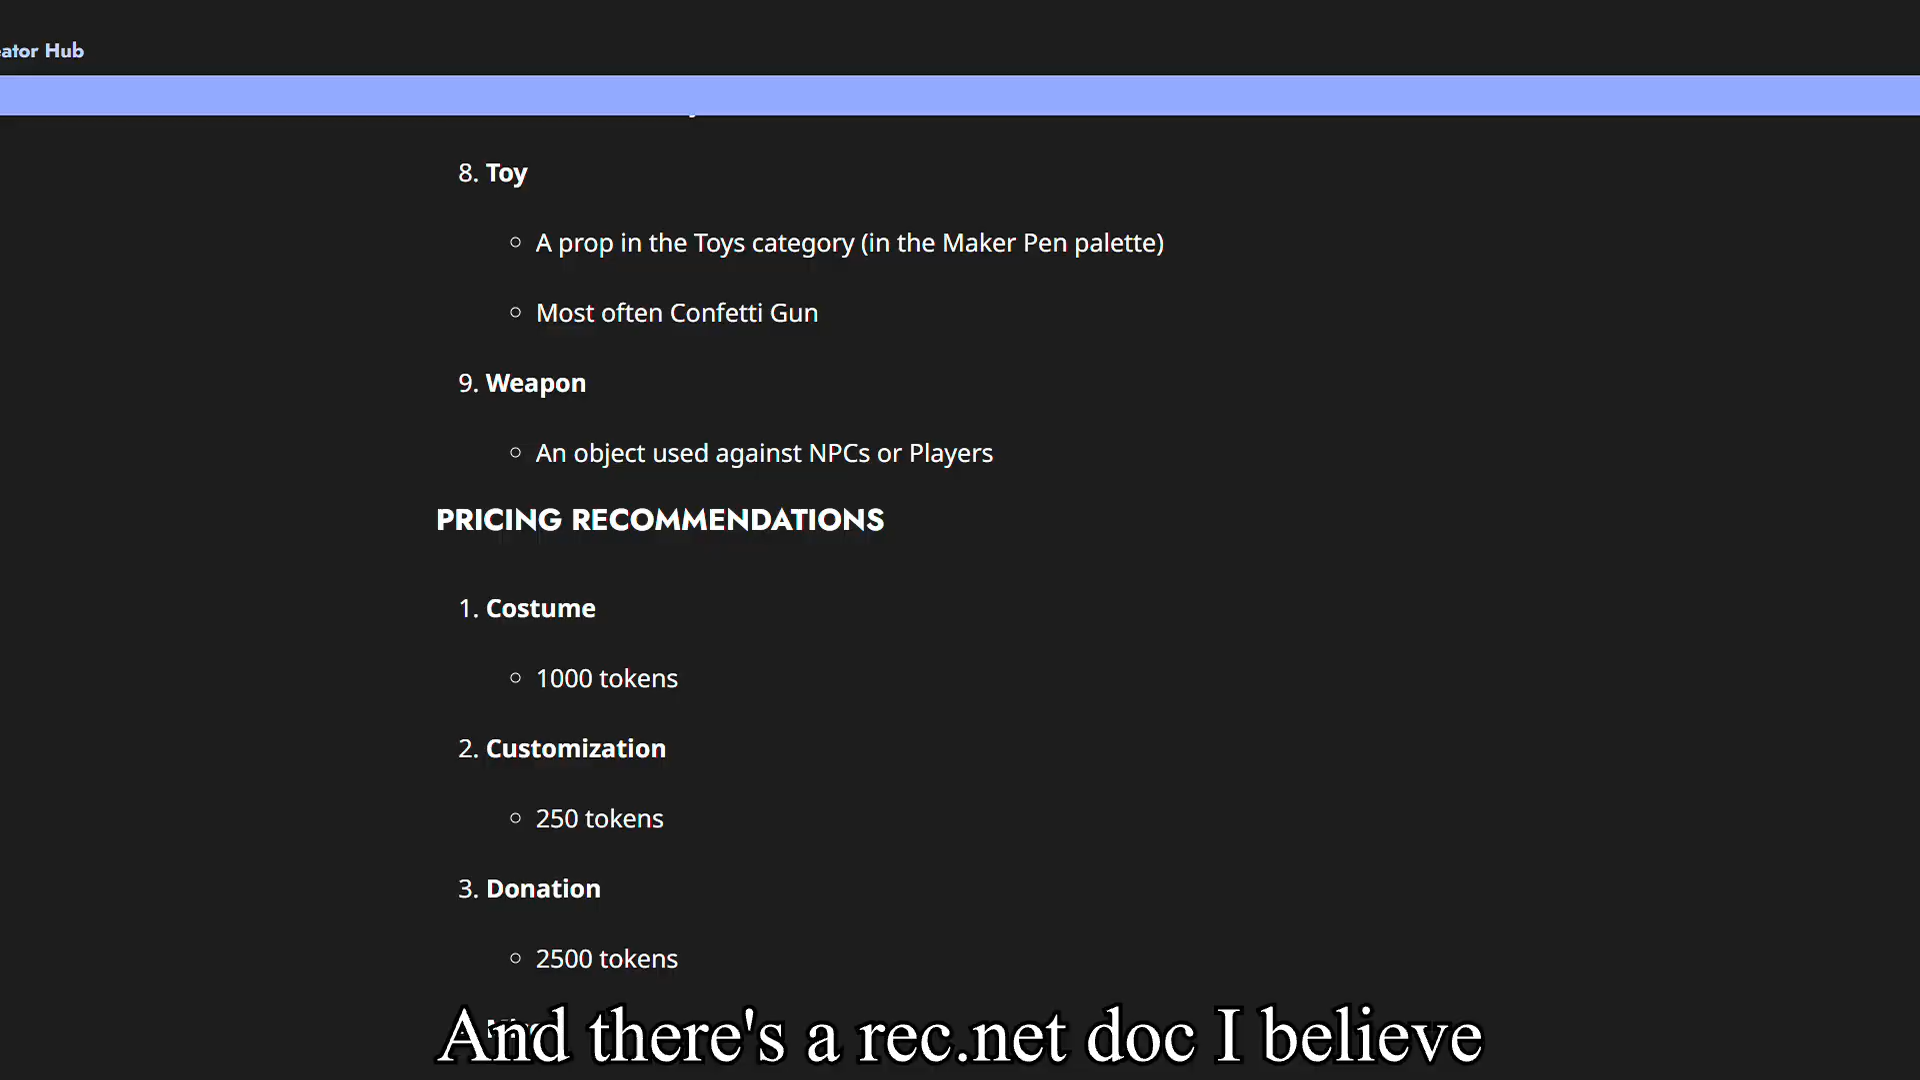 ator Hub
8. Toy
A prop in the Toys category (in the Maker Pen palette)
Most often Confetti Gun
9. Weapon
An object used against NPCs or Players
PRICING RECOMMENDATIONS
1. Costume
1000 tokens
2. Customization
250 tokens
3. Donation
2500 tokens
And there's a rec.net doc I believe